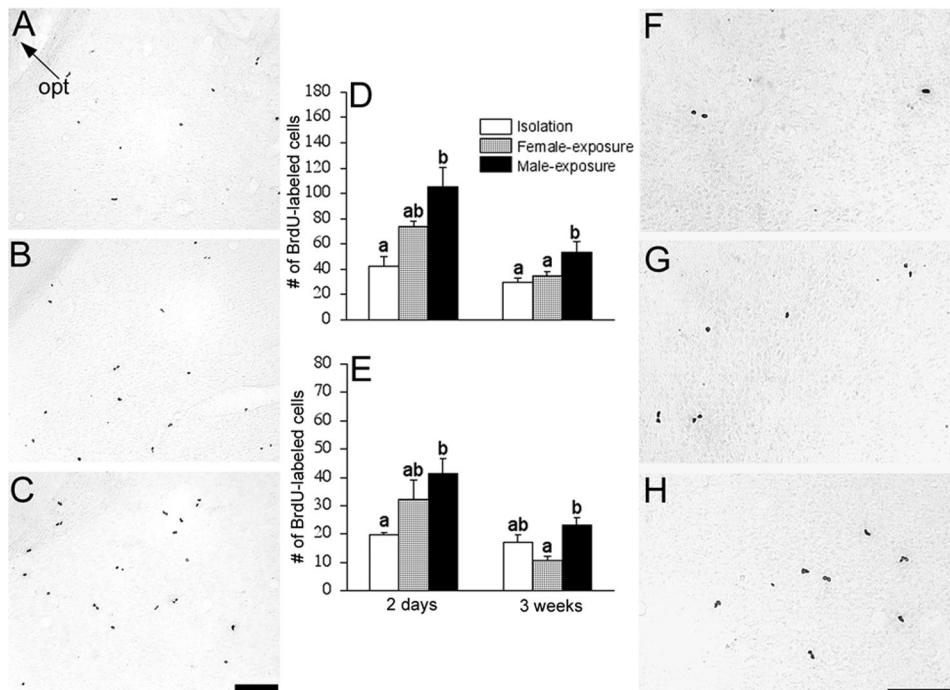 A
opt
B
C
D
# of BrdU-labeled cells
180
160
140
120
100
80
60
40
20
0
Isolation
Female-exposure
Male-exposure
a
ab
b
a
a
b
E
# of BrdU-labeled cells
80
70
60
50
40
30
20
10
0
a
ab
b
ab
a
b
2 days
3 weeks
F
G
H